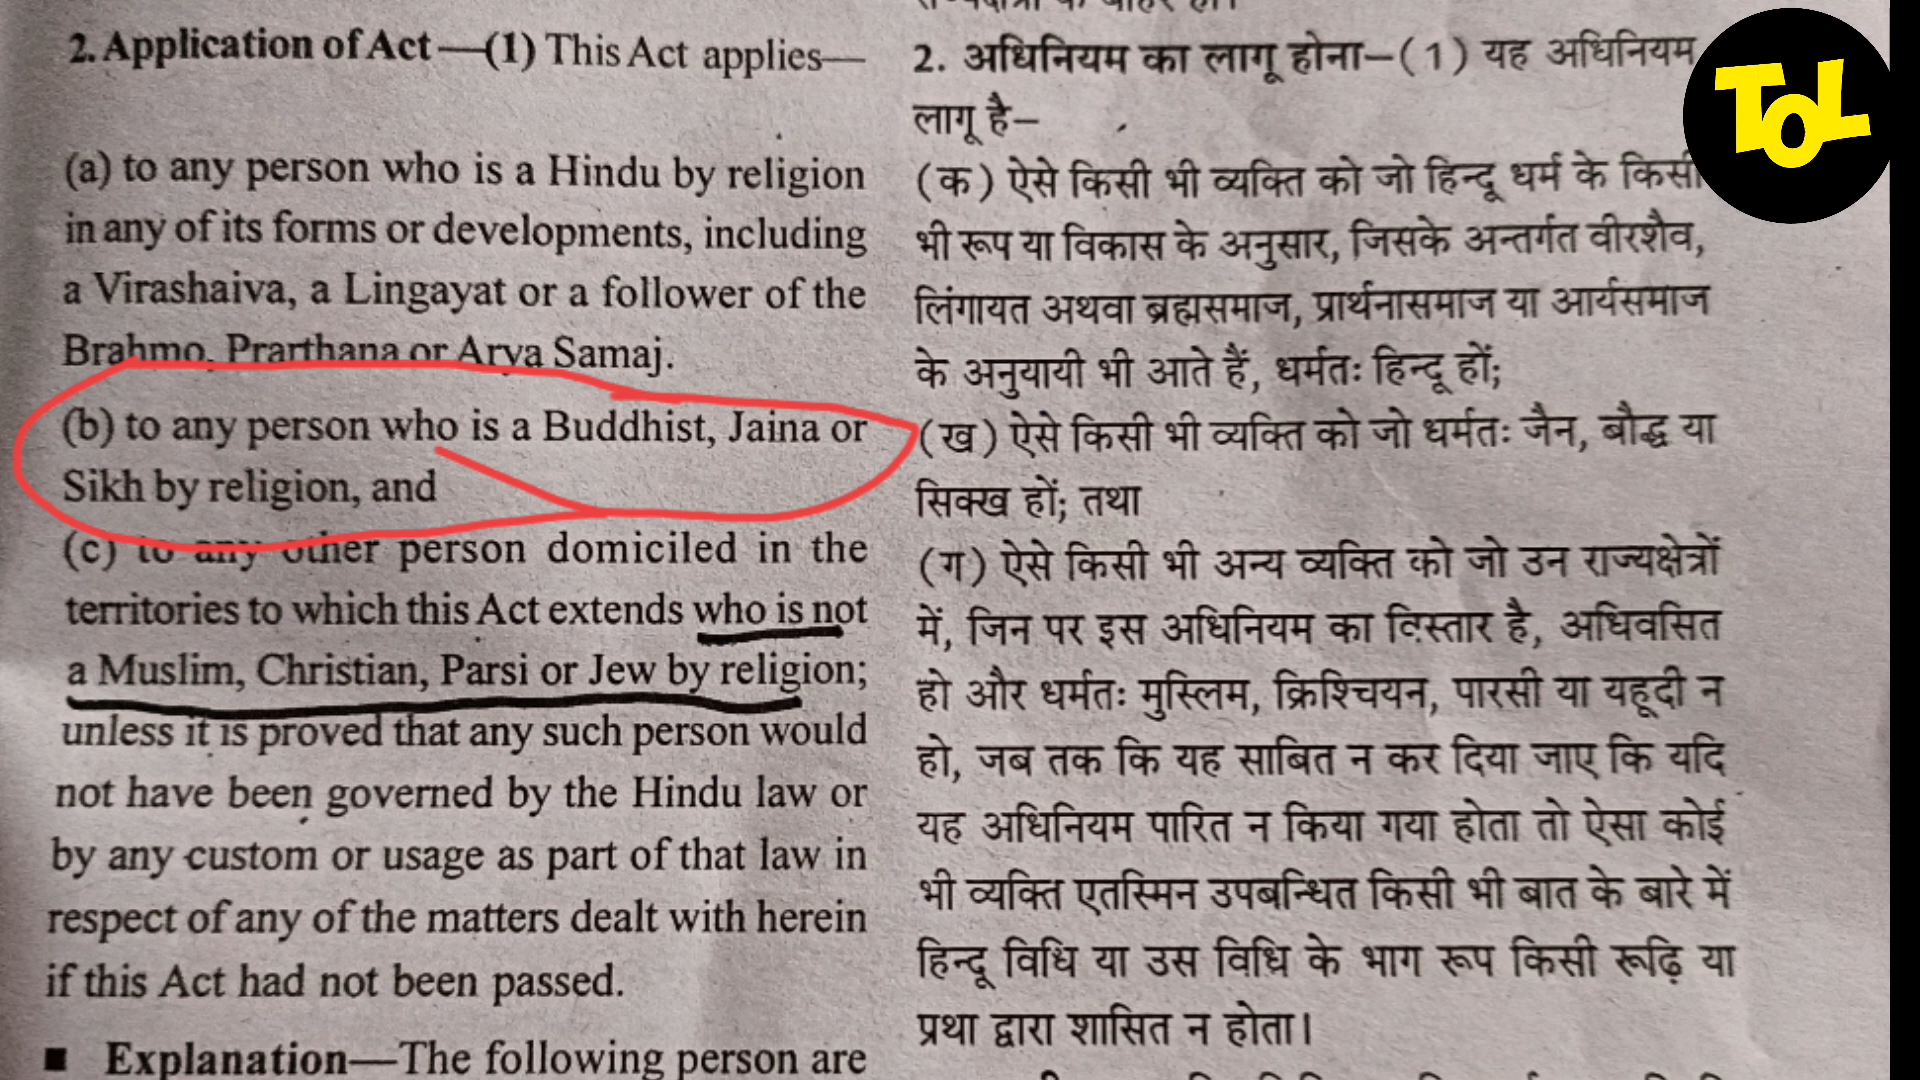 2. Application of Act—(1) This Act applies—
(a) to any person who is a Hindu by religion
in any of its forms or developments, including
a Virashaiva, a Lingayat or a follower of the
Brahmo, Prarthana or Arya Samaj.
(b) to any person who is a Buddhist, Jaina or
Sikh by religion, and
(c) to any other person domiciled in the
territories to which this Act extends who is not
a Muslim, Christian, Parsi or Jew by religion;
unless it is proved that any such person would
not have been governed by the Hindu law or
by any custom or usage as part of that law in
respect of any of the matters dealt with herein
if this Act had not been passed.
■ Explanation—The following person are
2. अधिनियम का लागू होना–(1) यह अधिनियम
लागू है–
(क) ऐसे किसी भी व्यक्ति को जो हिन्दू धर्म के किसी
भी रूप या विकास के अनुसार, जिसके अन्तर्गत वीरशैव,
लिंगायत अथवा ब्रह्मसमाज, प्रार्थनासमाज या आर्यसमाज
के अनुयायी भी आते हैं, धर्मतः हिन्दू हों;
(ख) ऐसे किसी भी व्यक्ति को जो धर्मतः जैन, बौद्ध या
सिक्ख हों; तथा
(ग) ऐसे किसी भी अन्य व्यक्ति को जो उन राज्यक्षेत्रों
में, जिन पर इस अधिनियम का विस्तार है, अधिवसित
हो और धर्मतः मुस्लिम, क्रिश्चियन, पारसी या यहूदी न
हो, जब तक कि यह साबित न कर दिया जाए कि यदि
यह अधिनियम पारित न किया गया होता तो ऐसा कोई
भी व्यक्ति एतस्मिन उपबन्धित किसी भी बात के बारे में
हिन्दू विधि या उस विधि के भाग रूप किसी रूढ़ि या
प्रथा द्वारा शासित न होता।
TOL